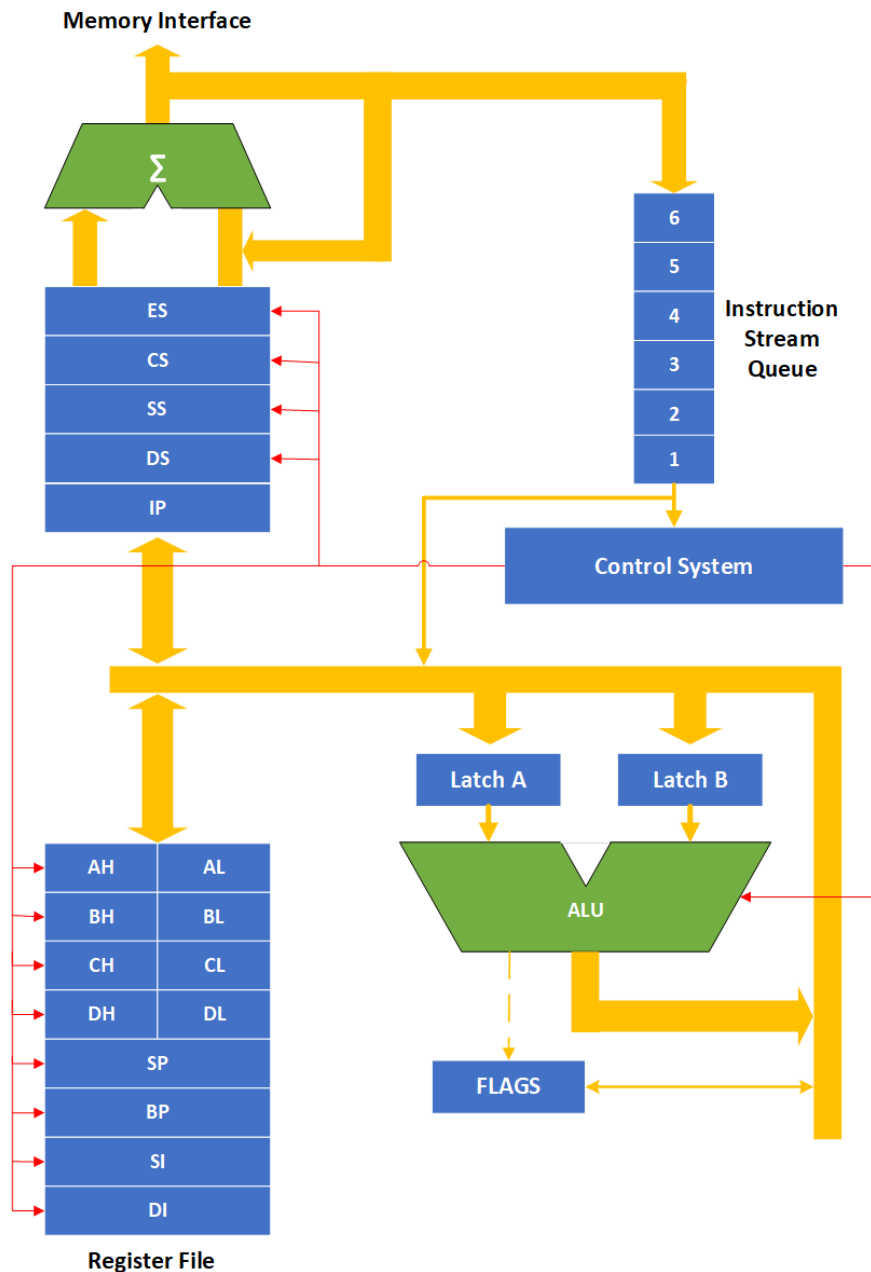 Memory Interface
Σ
6
5
4
3
2
1
Instruction
Stream
Queue
ES
CS
SS
DS
IP
Control System
Latch A
Latch B
ALU
FLAGS
AH AL
BH BL
CH CL
DH DL
SP
BP
SI
DI
Register File